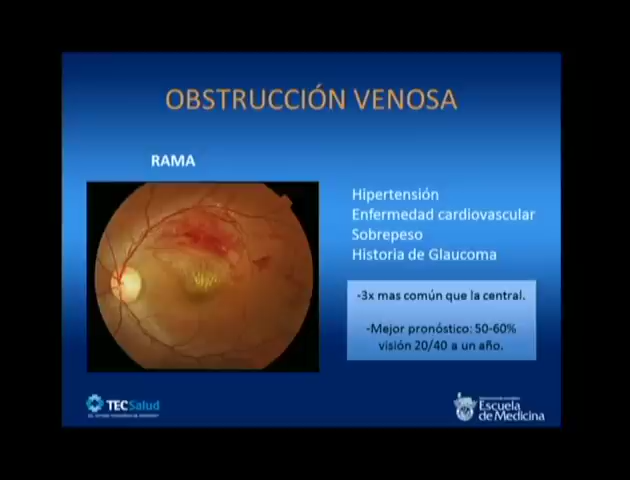 OBSTRUCCIÓN VENOSA
RAMA
Hipertensión
Enfermedad cardiovascular
Sobrepeso
Historia de Glaucoma
-3x mas común que la central.
-Mejor pronóstico: 50-60%
visión 20/40 a un año.
TECSalud
Escuela
de Medicina